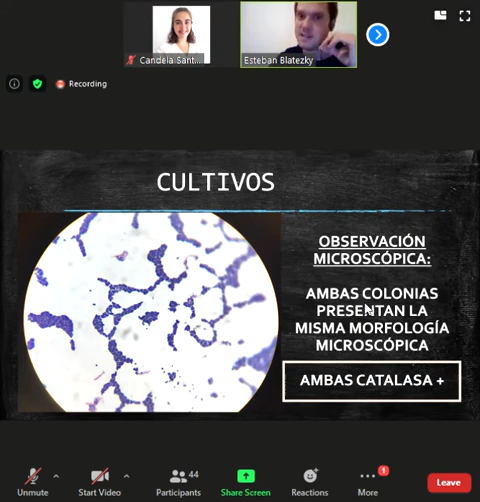 Candela Sant...
Esteban Blatezky
Recording
CULTIVOS
OBSERVACIÓN
MICROSCÓPICA:
AMBAS COLONIAS
PRESENTAN LA
MISMA MORFOLOGÍA
MICROSCÓPICA
AMBAS CATALASA +
44
1
Unmute
Start Video
Participants
Share Screen
Reactions
More
Leave